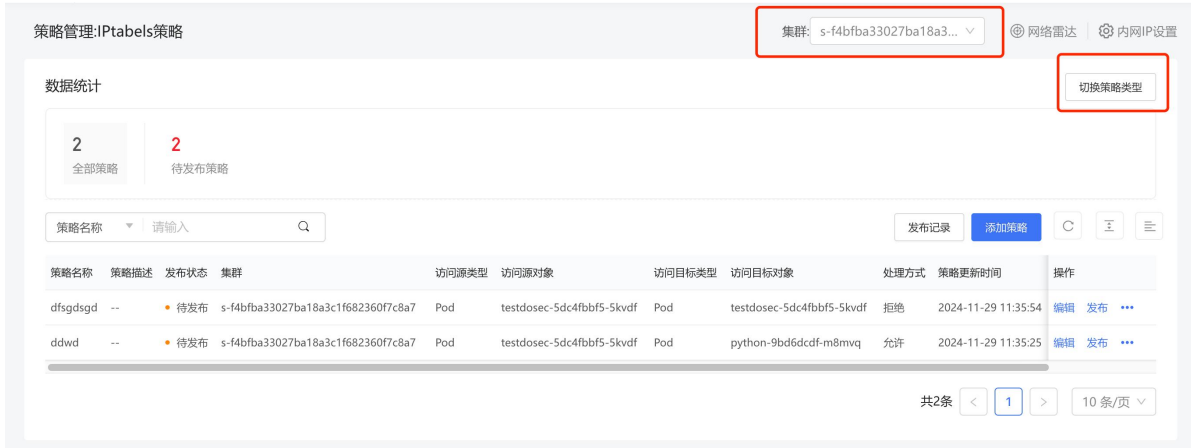 策略管理:IPtabels策略
集群: s-f4bfba33027ba18a3... 网络雷达 内网IP设置
数据统计
切换策略类型
2 2
全部策略 待发布策略
策略名称 请输入 发布记录 添加策略
策略名称 策略描述 发布状态 集群 访问源类型 访问源对象 访问目标类型 访问目标对象 处理方式 策略更新时间 操作
dfsgdsgd -- 待发布 s-f4bfba33027ba18a3c1f682360f7c8a7 Pod testdosec-5dc4fbbf5-5kvdf Pod testdosec-5dc4fbbf5-5kvdf 拒绝 2024-11-29 11:35:54 编辑 发布 •••
ddwd -- 待发布 s-f4bfba33027ba18a3c1f682360f7c8a7 Pod testdosec-5dc4fbbf5-5kvdf Pod python-9bd6dcdf-m8mvq 允许 2024-11-29 11:35:25 编辑 发布 •••
共2条 < 1 > 10 条/页